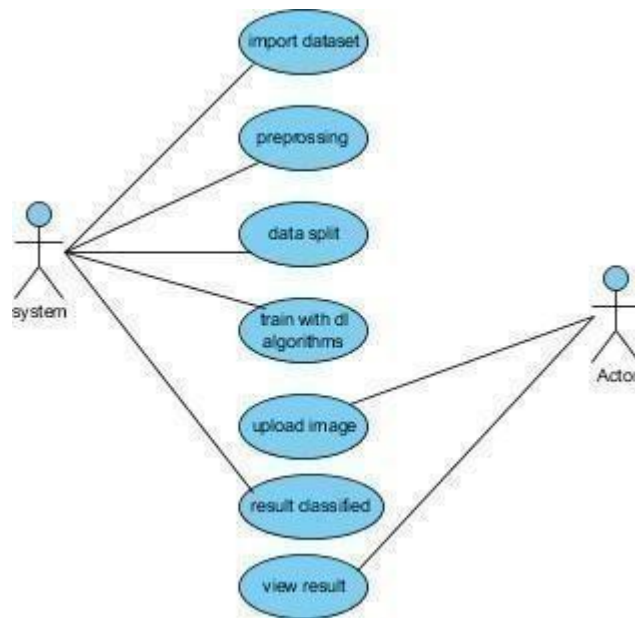 import dataset
preprossing
data split
system
train with dl
algorithms
Actor
upload image
result classified
view result